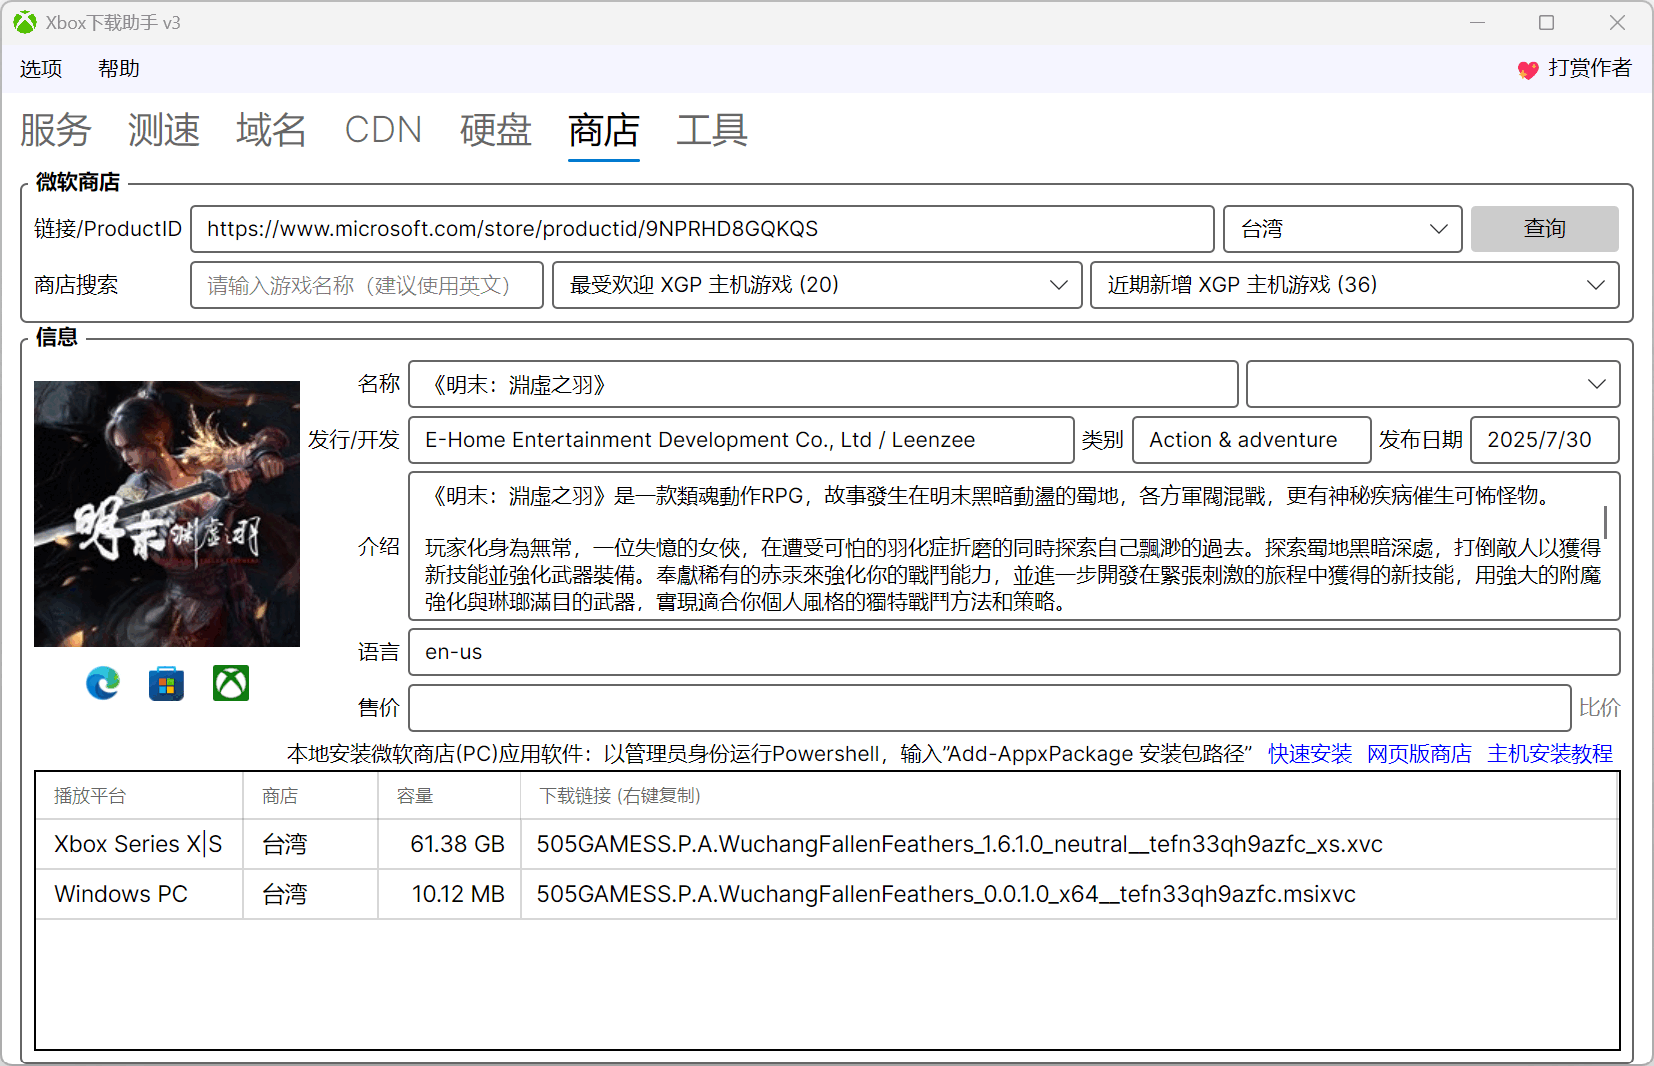 Xbox下载助手 v3
选项 帮助 打赏作者
服务 测速 域名 CDN 硬盘 商店 工具
微软商店
链接/ProductID https://www.microsoft.com/store/productid/9NPRHD8GQKQS 台湾 查询
商店搜索 请输入游戏名称（建议使用英文） 最受欢迎 XGP 主机游戏 (20) 近期新增 XGP 主机游戏 (36)
信息
名称 《明末：淵虛之羽》
发行/开发 E-Home Entertainment Development Co., Ltd / Leenzee 类别 Action & adventure 发布日期 2025/7/30
明末 淵虛之羽
介绍
《明末：淵虛之羽》是一款類魂動作RPG，故事發生在明末黑暗動盪的蜀地，各方軍閥混戰，更有神秘疾病催生可怖怪物。
玩家化身為無常，一位失憶的女俠，在遭受可怕的羽化症折磨的同時探索自己飄渺的過去。探索蜀地黑暗深處，打倒敵人以獲得
新技能並強化武器裝備。奉獻稀有的赤汞來強化你的戰鬥能力，並進一步開發在緊張刺激的旅程中獲得的新技能，用強大的附魔
強化與琳瑯滿目的武器，實現適合你個人風格的獨特戰鬥方法和策略。
语言 en-us
售价 比价
本地安装微软商店(PC)应用软件：以管理员身份运行Powershell，输入”Add-AppxPackage 安装包路径” 快速安装 网页版商店 主机安装教程
播放平台 商店 容量 下载链接 (右键复制)
Xbox Series X|S 台湾 61.38 GB 505GAMESS.P.A.WuchangFallenFeathers_1.6.1.0_neutral__tefn33qh9azfc_xs.xvc
Windows PC 台湾 10.12 MB 505GAMESS.P.A.WuchangFallenFeathers_0.0.1.0_x64__tefn33qh9azfc.msixvc